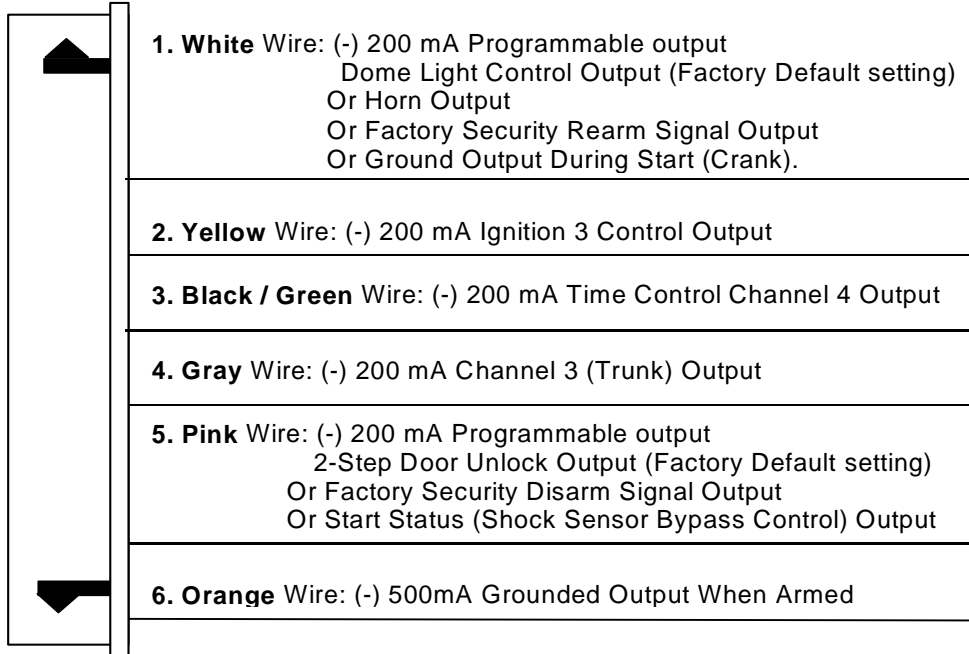 1. White Wire: (-) 200 mA Programmable output
Dome Light Control Output (Factory Default setting)
Or Horn Output
Or Factory Security Rearm Signal Output
Or Ground Output During Start (Crank).
2. Yellow Wire: (-) 200 mA Ignition 3 Control Output
3. Black / Green Wire: (-) 200 mA Time Control Channel 4 Output
4. Gray Wire: (-) 200 mA Channel 3 (Trunk) Output
5. Pink Wire: (-) 200 mA Programmable output
2-Step Door Unlock Output (Factory Default setting)
Or Factory Security Disarm Signal Output
Or Start Status (Shock Sensor Bypass Control) Output
6. Orange Wire: (-) 500mA Grounded Output When Armed